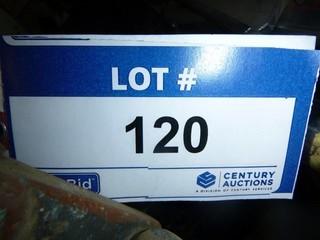 LOT #
120
Bid
CENTURY
AUCTIONS
A DIVISION OF CENTURY SERVICES